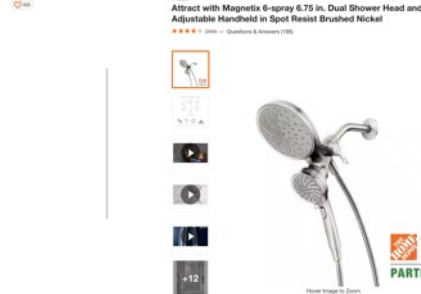 Attract with Magnetix 6-spray 6.75 in. Dual Shower Head and
Adjustable Handheld in Spot Resist Brushed Nickel
Questions & Answers (186)
+12
THE HOME DEPOT
PARTN
Hover Image to Zoom